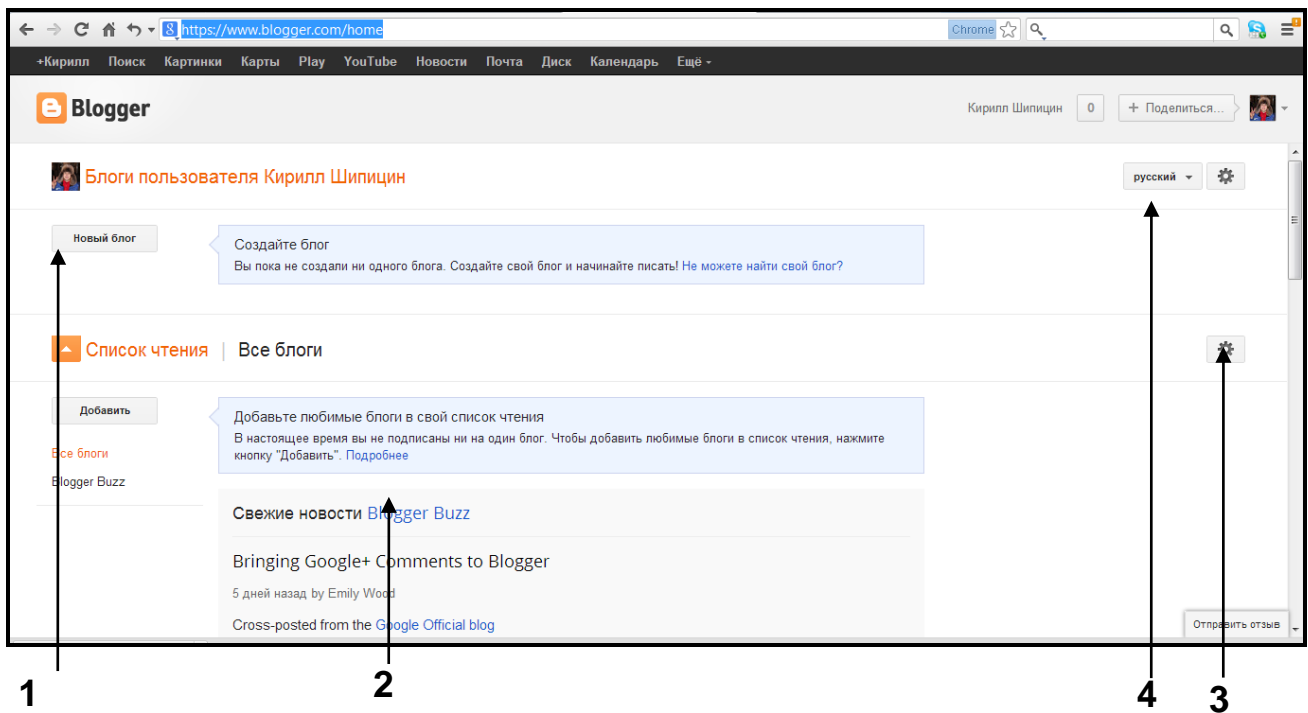 https://www.blogger.com/home Chrome
+Кирилл Поиск Картинки Карты Play YouTube Новости Почта Диск Календарь Ещё
Blogger Кирилл Шипицин 0 + Поделиться...
Блоги пользователя Кирилл Шипицин русский
Новый блог
Создайте блог
Вы пока не создали ни одного блога. Создайте свой блог и начинайте писать! Не можете найти свой блог?
Список чтения | Все блоги
Добавить
Все блоги
Blogger Buzz
Добавьте любимые блоги в свой список чтения
В настоящее время вы не подписаны ни на один блог. Чтобы добавить любимые блоги в список чтения, нажмите
кнопку "Добавить". Подробнее
Свежие новости Blogger Buzz
Bringing Google+ Comments to Blogger
5 дней назад by Emily Wood
Cross-posted from the Google Official blog
Отправить отзыв
1 2 4 3